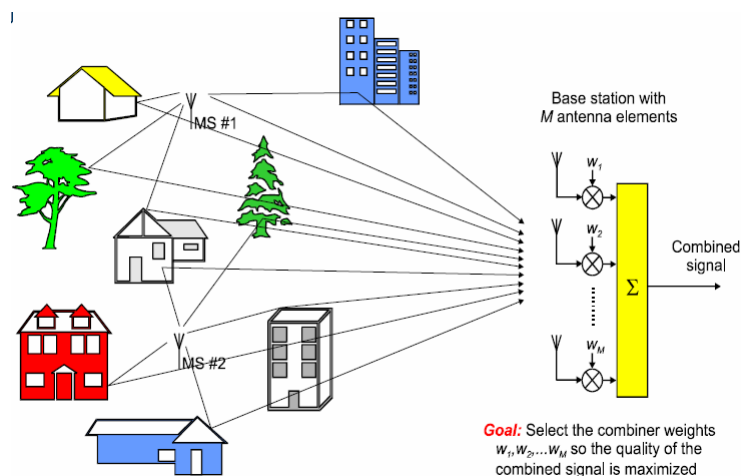 MS #1
MS #2
Base station with
M antenna elements
w1
w2
wM
Σ
Combined
signal
Goal: Select the combiner weights
w1,w2,...wM so the quality of the
combined signal is maximized